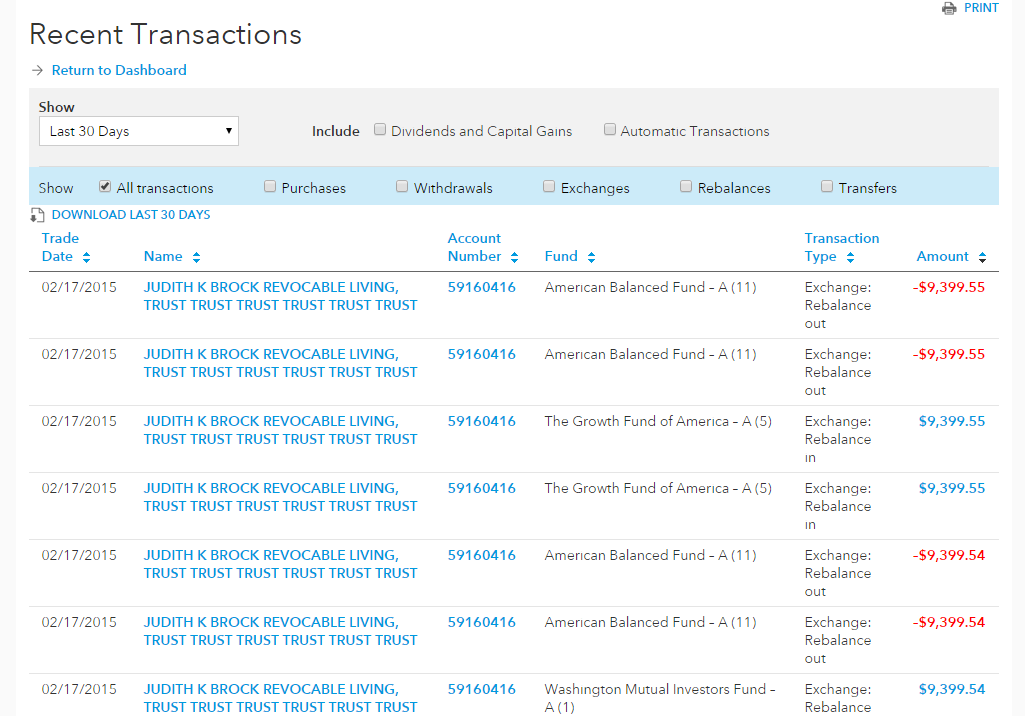 PRINT
Recent Transactions
Return to Dashboard
Show
Last 30 Days
Include Dividends and Capital Gains Automatic Transactions
Show All transactions Purchases Withdrawals Exchanges Rebalances Transfers
DOWNLOAD LAST 30 DAYS
Trade Account Transaction
Date Name Number Fund Type Amount
02/17/2015 JUDITH K BROCK REVOCABLE LIVING, 59160416 American Balanced Fund – A (11) Exchange: -$9,399.55
TRUST TRUST TRUST TRUST TRUST TRUST Rebalance
out
02/17/2015 JUDITH K BROCK REVOCABLE LIVING, 59160416 American Balanced Fund – A (11) Exchange: -$9,399.55
TRUST TRUST TRUST TRUST TRUST TRUST Rebalance
out
02/17/2015 JUDITH K BROCK REVOCABLE LIVING, 59160416 The Growth Fund of America – A (5) Exchange: $9,399.55
TRUST TRUST TRUST TRUST TRUST TRUST Rebalance
in
02/17/2015 JUDITH K BROCK REVOCABLE LIVING, 59160416 The Growth Fund of America – A (5) Exchange: $9,399.55
TRUST TRUST TRUST TRUST TRUST TRUST Rebalance
in
02/17/2015 JUDITH K BROCK REVOCABLE LIVING, 59160416 American Balanced Fund – A (11) Exchange: -$9,399.54
TRUST TRUST TRUST TRUST TRUST TRUST Rebalance
out
02/17/2015 JUDITH K BROCK REVOCABLE LIVING, 59160416 American Balanced Fund – A (11) Exchange: -$9,399.54
TRUST TRUST TRUST TRUST TRUST TRUST Rebalance
out
02/17/2015 JUDITH K BROCK REVOCABLE LIVING, 59160416 Washington Mutual Investors Fund – Exchange: $9,399.54
TRUST TRUST TRUST TRUST TRUST TRUST A (1) Rebalance